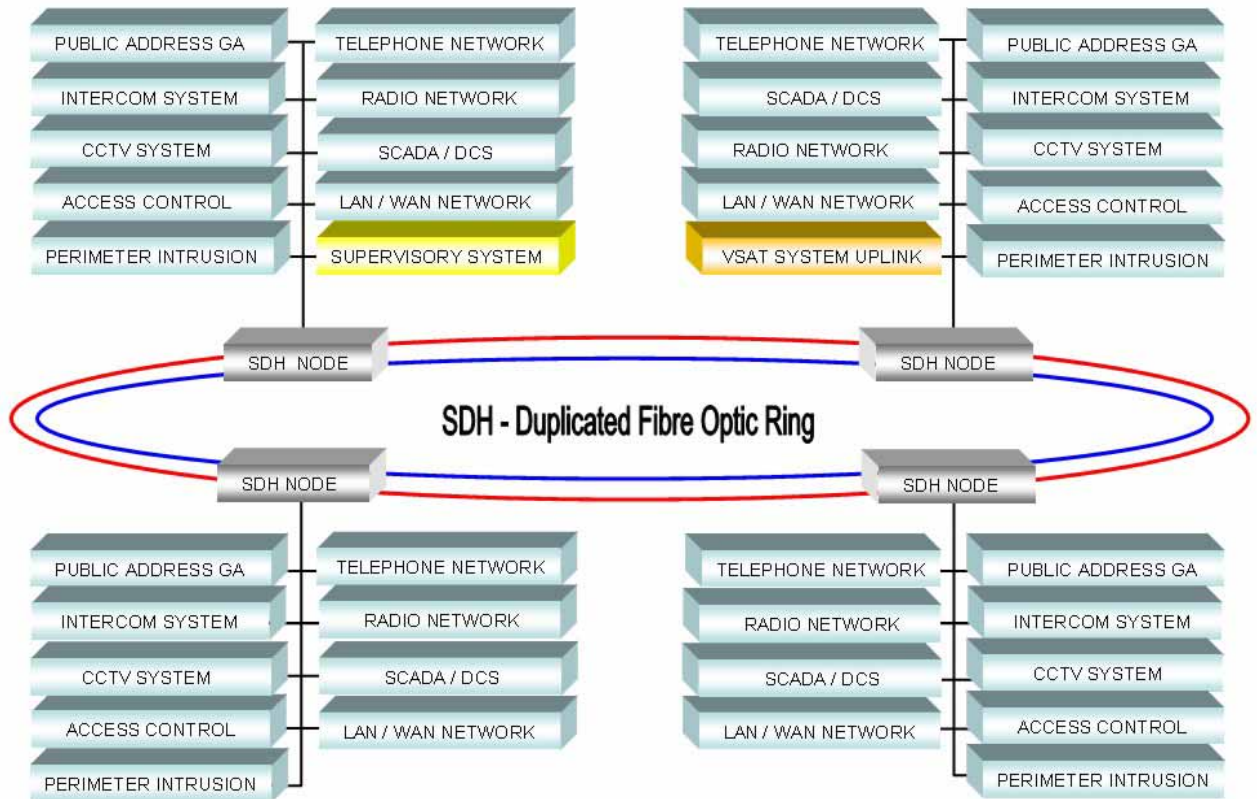 PUBLIC ADDRESS GA
INTERCOM SYSTEM
CCTV SYSTEM
ACCESS CONTROL
PERIMETER INTRUSION
TELEPHONE NETWORK
RADIO NETWORK
SCADA / DCS
LAN / WAN NETWORK
SUPERVISORY SYSTEM
TELEPHONE NETWORK
SCADA / DCS
RADIO NETWORK
LAN / WAN NETWORK
VSAT SYSTEM UPLINK
PUBLIC ADDRESS GA
INTERCOM SYSTEM
CCTV SYSTEM
ACCESS CONTROL
PERIMETER INTRUSION
SDH NODE
SDH NODE
SDH - Duplicated Fibre Optic Ring
SDH NODE
SDH NODE
PUBLIC ADDRESS GA
INTERCOM SYSTEM
CCTV SYSTEM
ACCESS CONTROL
PERIMETER INTRUSION
TELEPHONE NETWORK
RADIO NETWORK
SCADA / DCS
LAN / WAN NETWORK
TELEPHONE NETWORK
RADIO NETWORK
SCADA / DCS
LAN / WAN NETWORK
PUBLIC ADDRESS GA
INTERCOM SYSTEM
CCTV SYSTEM
ACCESS CONTROL
PERIMETER INTRUSION